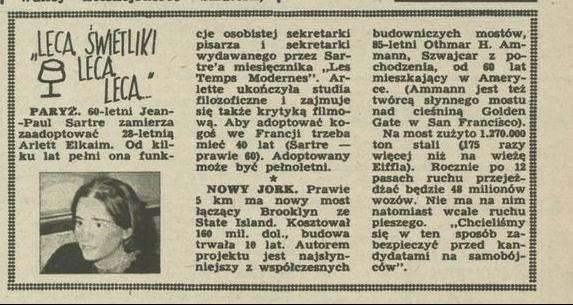 „LECĄ ŚWIETLIKI
LECĄ
LECĄ..."
PARYŻ. 60-letni Jean-
-Paul Sartre zamierza
zaadoptować 28-letnią
Arlett Elkaim. Od kil-
ku lat pełni ona funk-
cje osobistej sekretarki
pisarza i sekretarki
wydawanego przez Sar-
tre'a miesięcznika „Les
Temps Modernes". Ar-
lette ukończyła studia
filozoficzne i zajmuje
się także krytyką filmo-
wą. Aby adoptować ko-
goś we Francji trzeba
mieć 40 lat (Sartre —
prawie 60). Adoptowany
może być pełnoletni.
★
NOWY JORK. Prawie
5 km ma nowy most
łączący Brooklyn ze
State Island. Kosztował
160 mil. dol., budowa
trwała 10 lat. Autorem
projektu jest najsłyn-
niejszy z współczesnych
budowniczych mostów,
85-letni Othmar H. Am-
mann, Szwajcar z po-
chodzenia, od 60 lat
mieszkający w Amery-
ce. (Ammann jest też
twórcą słynnego mostu
nad cieśniną Golden
Gate w San Francisco).
Na most zużyto 1.270.000
ton stali (175 razy
więcej niż na wieżę
Eiffla). Rocznie po 12
pasach ruchu przejeż-
dżać będzie 48 milionów
wozów. Nie ma na nim
natomiast wcale ruchu
pieszego. „Chcieliśmy
się w ten sposób za-
bezpieczyć przed kan-
dydatami na samobój-
ców".